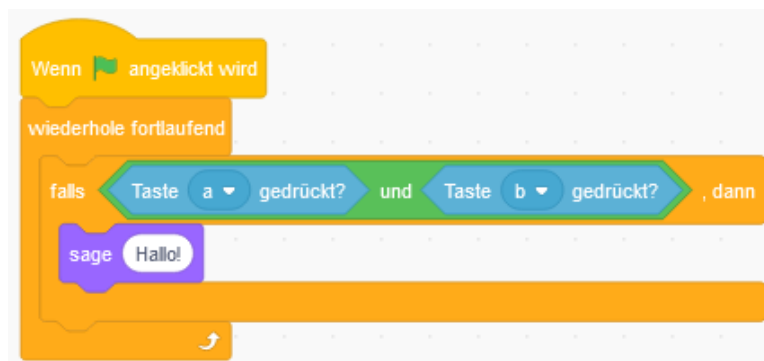 Wenn angeklickt wird
wiederhole fortlaufend
falls Taste a gedrückt? und Taste b gedrückt? , dann
sage Hallo!